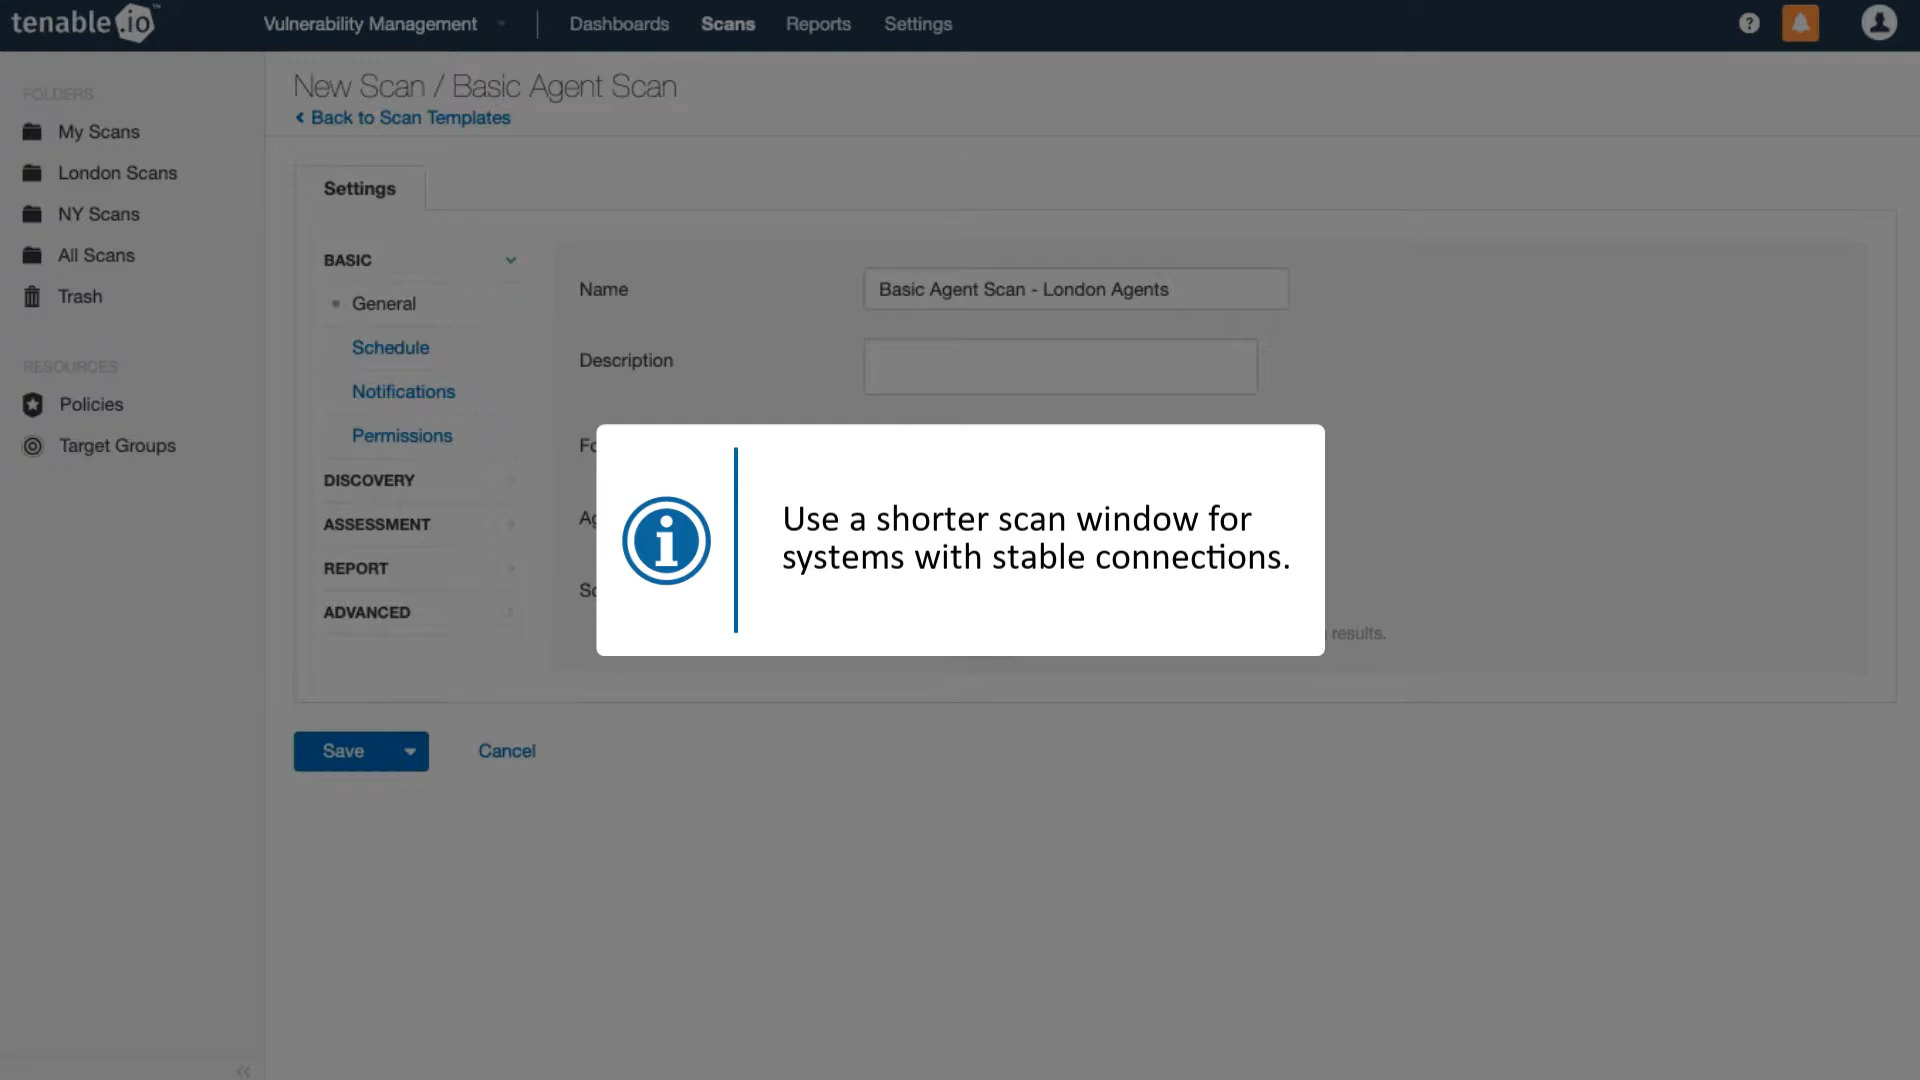 tenable.io™
Vulnerability Management
Dashboards
Scans
Reports
Settings
?
FOLDERS
My Scans
London Scans
NY Scans
All Scans
Trash
RESOURCES
Policies
Target Groups
New Scan / Basic Agent Scan
Back to Scan Templates
Settings
BASIC
General
Schedule
Notifications
Permissions
DISCOVERY
ASSESSMENT
REPORT
ADVANCED
Name
Basic Agent Scan - London Agents
Description
Use a shorter scan window for
systems with stable connections.
results.
Save
Cancel